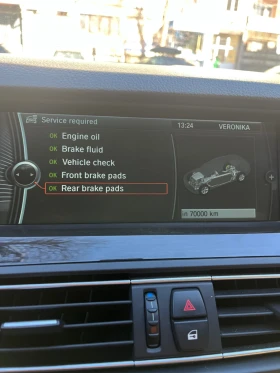 Service required
13:24 VERONIKA
OK Engine oil
OK Brake fluid
OK Vehicle check
OK Front brake pads
OK Rear brake pads
in 70000 km